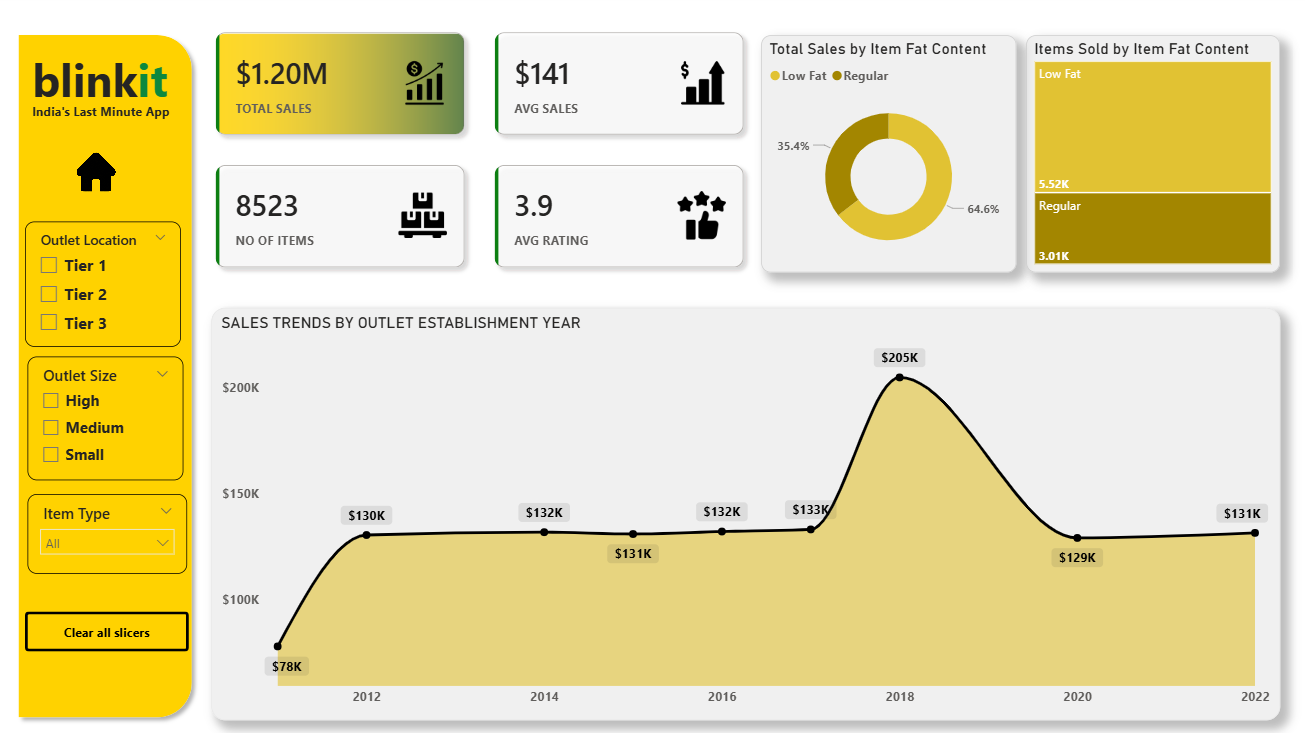 blinkit
India's Last Minute App
Outlet Location
Tier 1
Tier 2
Tier 3
Outlet Size
High
Medium
Small
Item Type
All
Clear all slicers
$1.20M
TOTAL SALES
$141
AVG SALES
8523
NO OF ITEMS
3.9
AVG RATING
Total Sales by Item Fat Content
Low Fat Regular
35.4%
64.6%
Items Sold by Item Fat Content
Low Fat
5.52K
Regular
3.01K
SALES TRENDS BY OUTLET ESTABLISHMENT YEAR
$200K
$150K
$100K
$78K
$130K
$132K
$131K
$132K
$133K
$205K
$129K
$131K
2012 2014 2016 2018 2020 2022